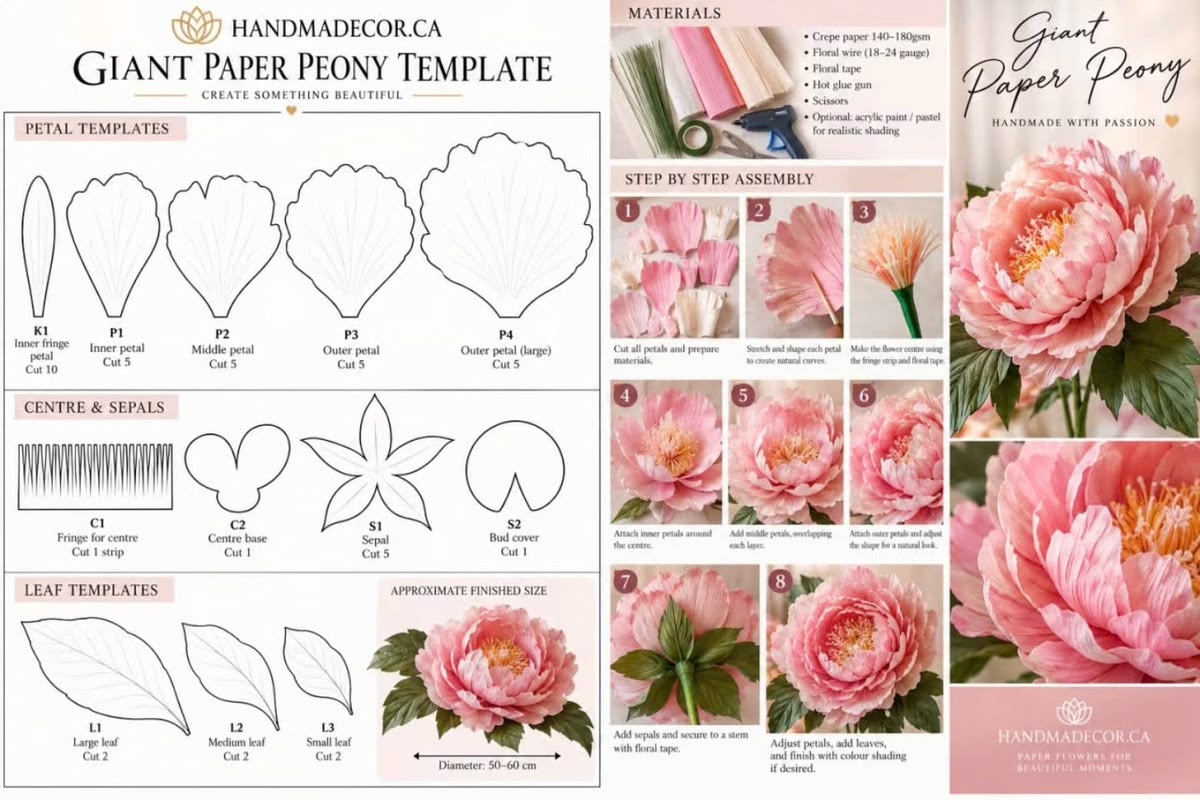 HANDMADECOR.CA
GIANT PAPER PEONY TEMPLATE
CREATE SOMETHING BEAUTIFUL
PETAL TEMPLATES
K1
Inner fringe
petal
Cut 10
P1
Inner petal
Cut 5
P2
Middle petal
Cut 5
P3
Outer petal
Cut 5
P4
Outer petal (large)
Cut 5
CENTRE & SEPALS
C1
Fringe for centre
Cut 1 strip
C2
Centre base
Cut 1
S1
Sepal
Cut 5
S2
Bud cover
Cut 1
LEAF TEMPLATES
L1
Large leaf
Cut 2
L2
Medium leaf
Cut 2
L3
Small leaf
Cut 2
APPROXIMATE FINISHED SIZE
Diameter: 50–60 cm
MATERIALS
• Crepe paper 140–180gsm
• Floral wire (18–24 gauge)
• Floral tape
• Hot glue gun
• Scissors
• Optional: acrylic paint / pastel
for realistic shading
STEP BY STEP ASSEMBLY
1
Cut all petals and prepare
materials.
2
Stretch and shape each petal
to create natural curves.
3
Make the flower centre using
the fringe strip and floral tape.
4
Attach inner petals around
the centre.
5
Add middle petals, overlapping
each layer.
6
Attach outer petals and adjust
the shape for a natural look.
7
Add sepals and secure to a stem
with floral tape.
8
Adjust petals, add leaves,
and finish with colour shading
if desired.
Giant
Paper Peony
HANDMADE WITH PASSION
HANDMADECOR.CA
PAPER FLOWERS FOR
BEAUTIFUL MOMENTS